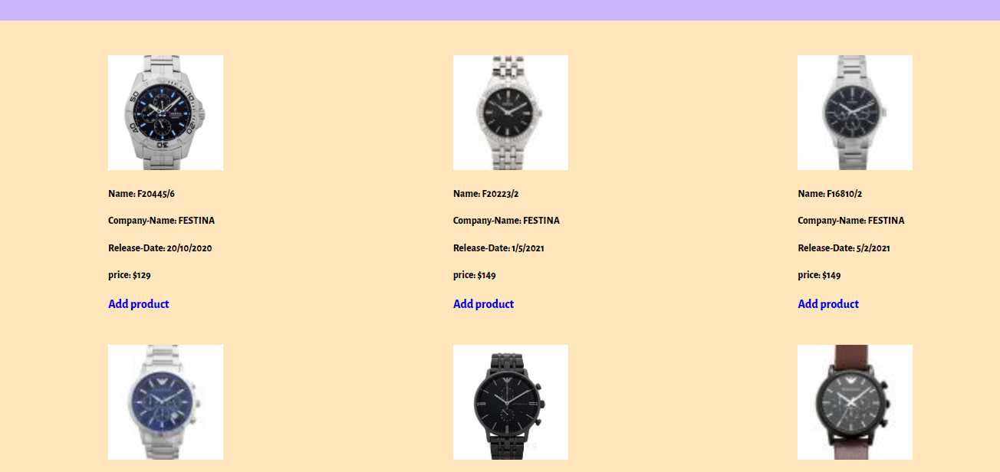 Name: F20445/6
Company-Name: FESTINA
Release-Date: 20/10/2020
price: $129
Add product
Name: F20223/2
Company-Name: FESTINA
Release-Date: 1/5/2021
price: $149
Add product
Name: F16810/2
Company-Name: FESTINA
Release-Date: 5/2/2021
price: $149
Add product